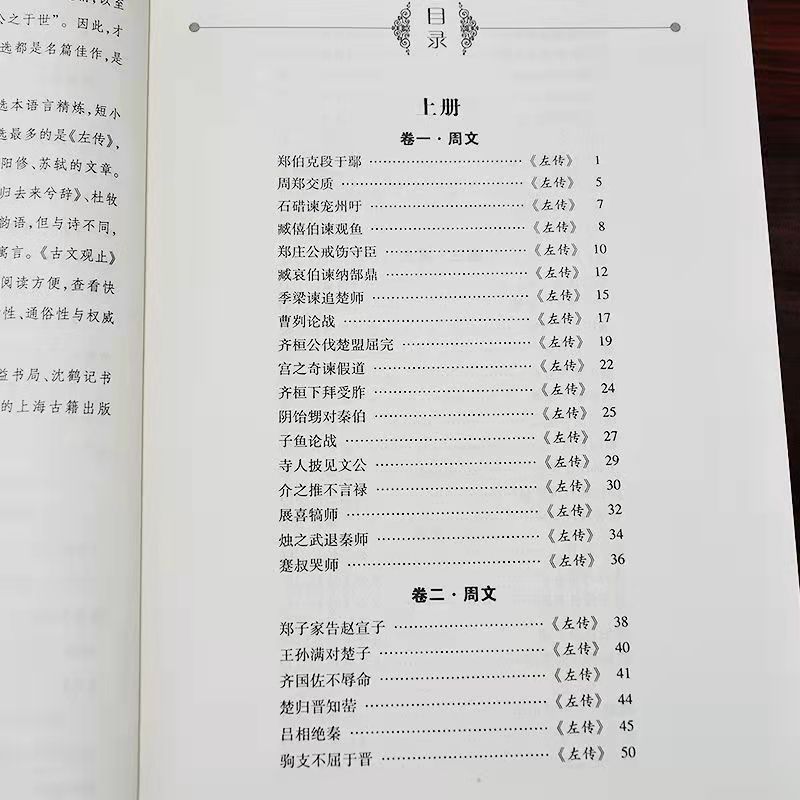 公之于世”。因此，才
选都是名篇佳作，是
选本语言精炼，短小
选最多的是《左传》，
阳修、苏轼的文章。
归去来兮辞》、杜牧
韵语，但与诗不同，
寓言。《古文观止》
阅读方便，查看快
性、通俗性与权威
益书局、沈鹤记书
的上海古籍出版
目录
上册
卷一·周文
郑伯克段于鄢 ………………《左传》 1
周郑交质 ………………《左传》 5
石碏谏宠州吁 ………………《左传》 7
臧僖伯谏观鱼 ………………《左传》 8
郑庄公戒饬守臣 ………………《左传》 10
臧哀伯谏纳郜鼎 ………………《左传》 12
季梁谏追楚师 ………………《左传》 15
曹刿论战 ………………《左传》 17
齐桓公伐楚盟屈完 ………………《左传》 19
宫之奇谏假道 ………………《左传》 22
齐桓下拜受胙 ………………《左传》 24
阴饴甥对秦伯 ………………《左传》 25
子鱼论战 ………………《左传》 27
寺人披见文公 ………………《左传》 29
介之推不言禄 ………………《左传》 30
展喜犒师 ………………《左传》 32
烛之武退秦师 ………………《左传》 34
蹇叔哭师 ………………《左传》 36
卷二·周文
郑子家告赵宣子 ………………《左传》 38
王孙满对楚子 ………………《左传》 40
齐国佐不辱命 ………………《左传》 41
楚归晋知罃 ………………《左传》 44
吕相绝秦 ………………《左传》 45
驹支不屈于晋 ………………《左传》 50